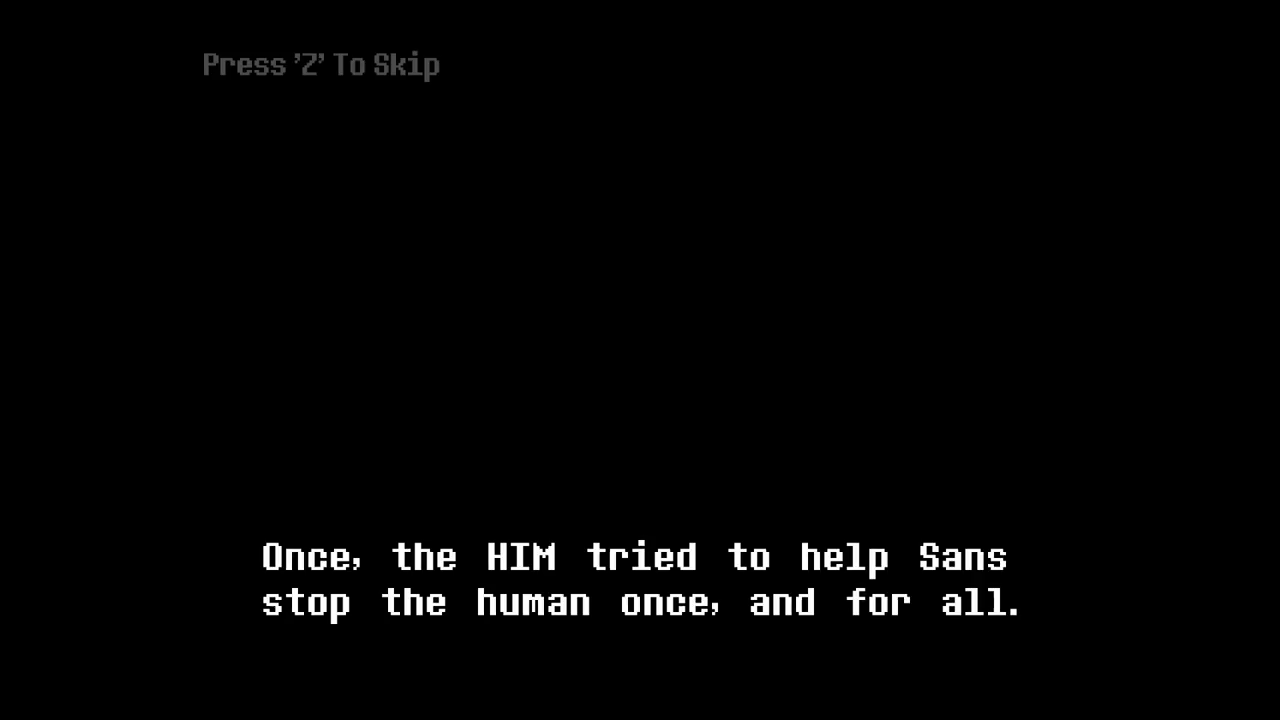 Press 'Z' To Skip
Once, the HIM tried to help Sans
stop the human once, and for all.